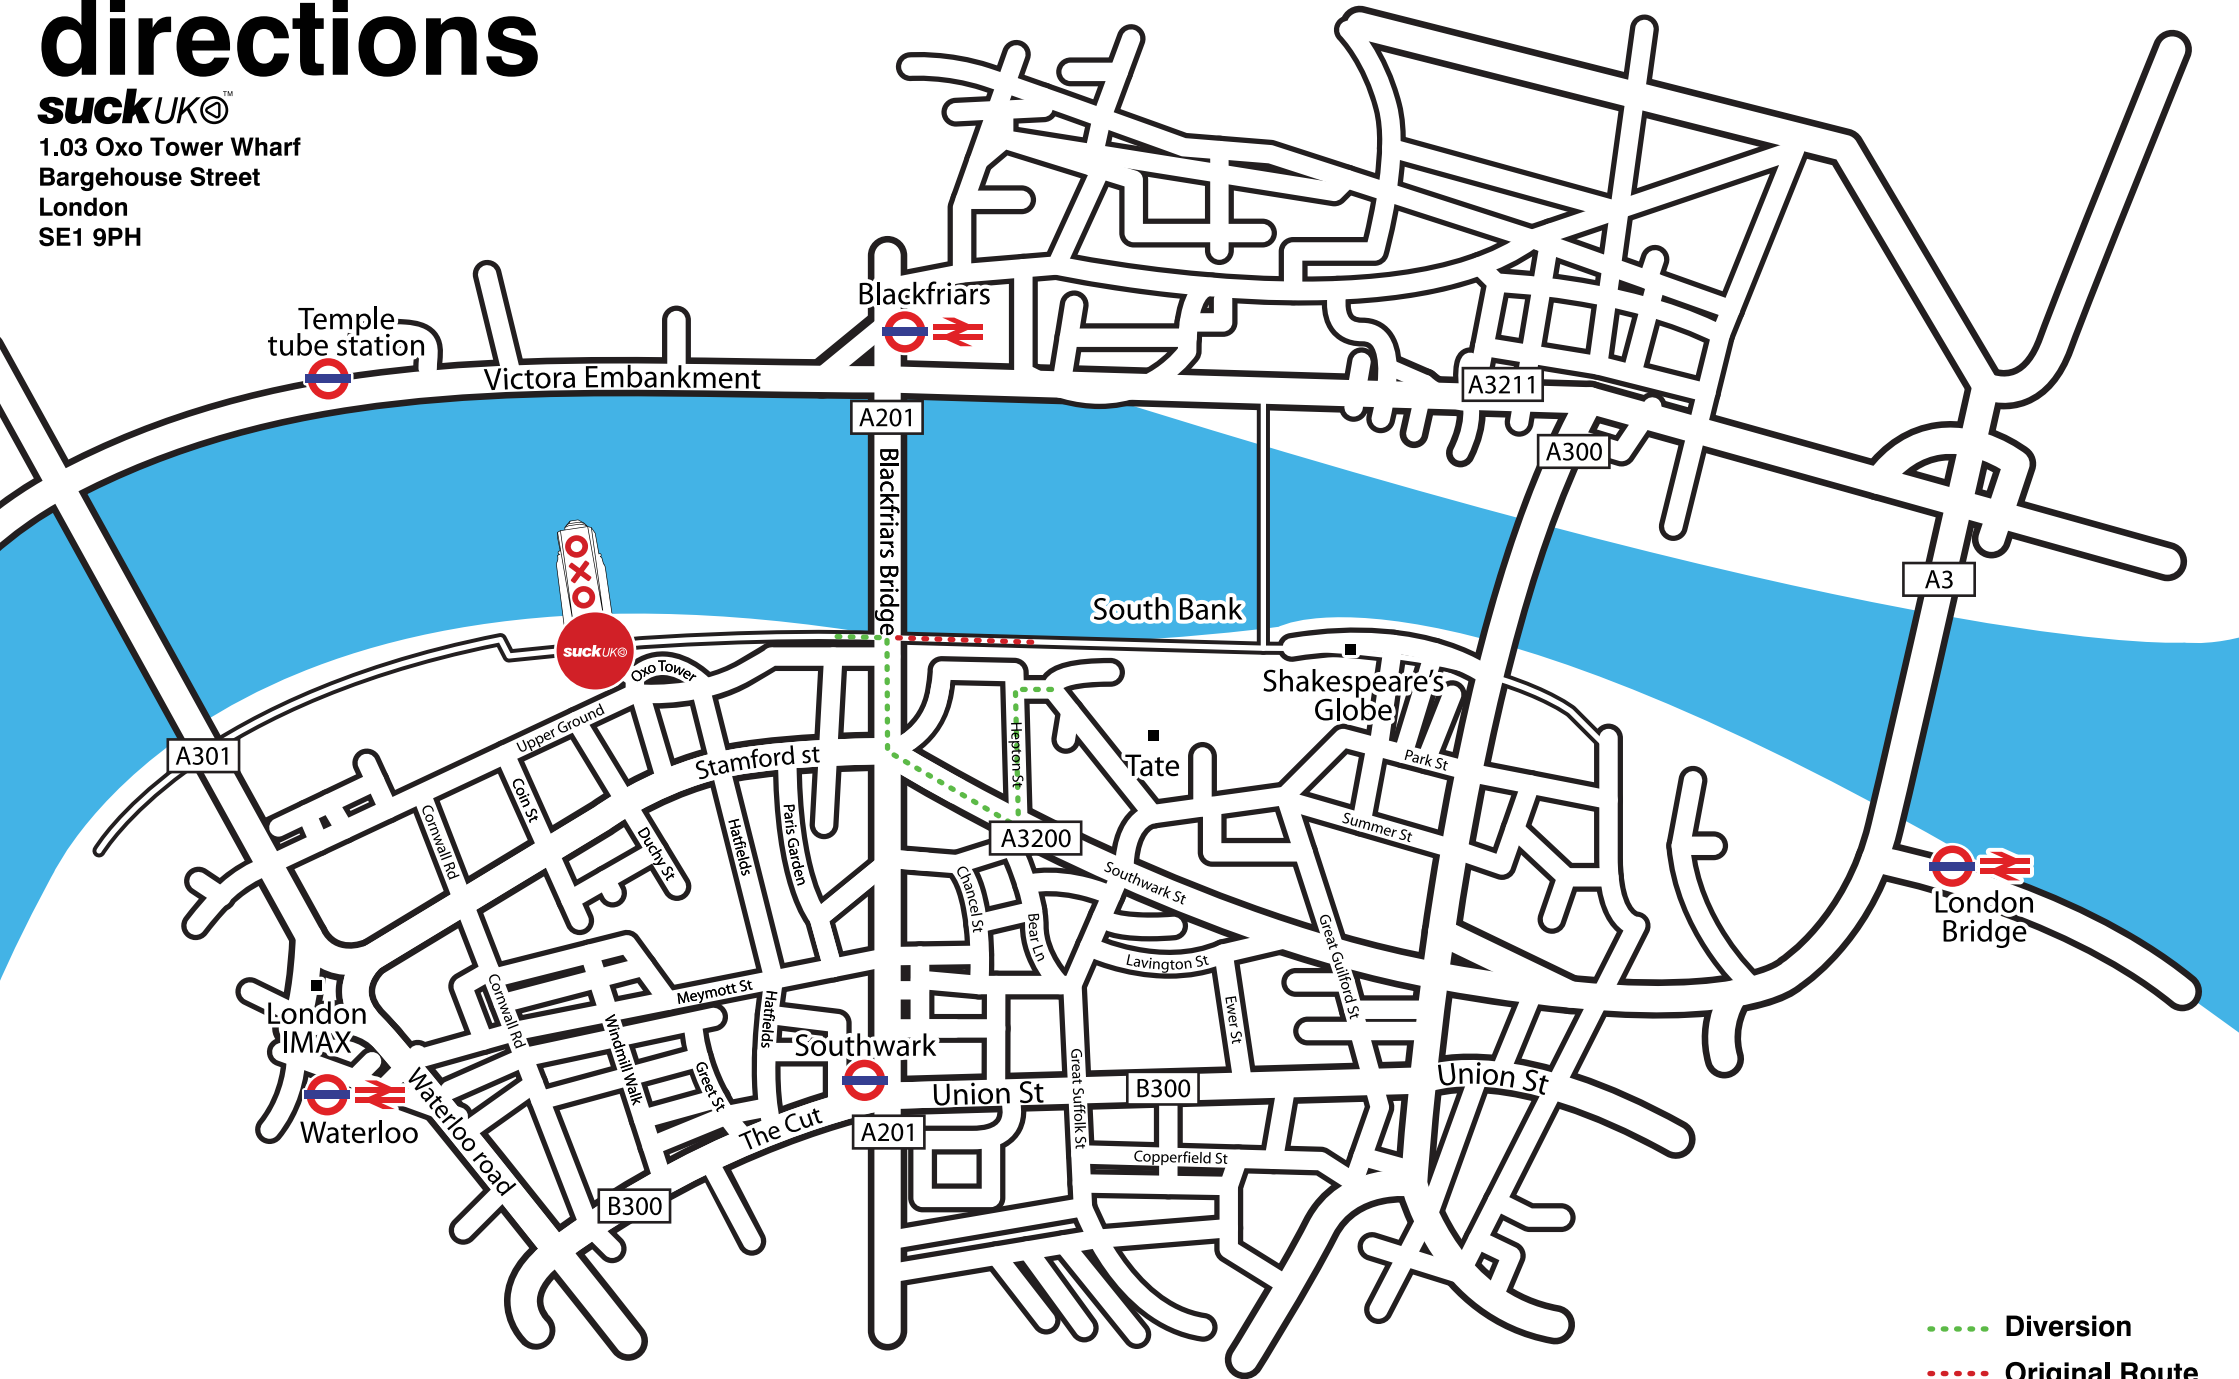 directions
suck UK TM
1.03 Oxo Tower Wharf
Bargehouse Street
London
SE1 9PH
Temple
tube station
Victora Embankment
Blackfriars
A201
Blackfriars Bridge
A3211
A300
A3
OXO
suck UK
Oxo Tower
South Bank
Shakespeare's
Globe
Tate
Hepton St
A301
Upper Ground
Stamford st
Coin St
Cornwall Rd
Duchy St
Hatfields
Paris Garden
A3200
Southwark St
Chancel St
Bear Ln
Lavington St
Park St
Summer St
Great Guilford St
Ewer St
London
Bridge
London
IMAX
Waterloo
Waterloo road
Cornwall Rd
Windmill Walk
Meymott St
Greet St
Hatfields
Southwark
The Cut
Union St
Great Suffolk St
B300
Union St
A201
Copperfield St
B300
Diversion
Original Route